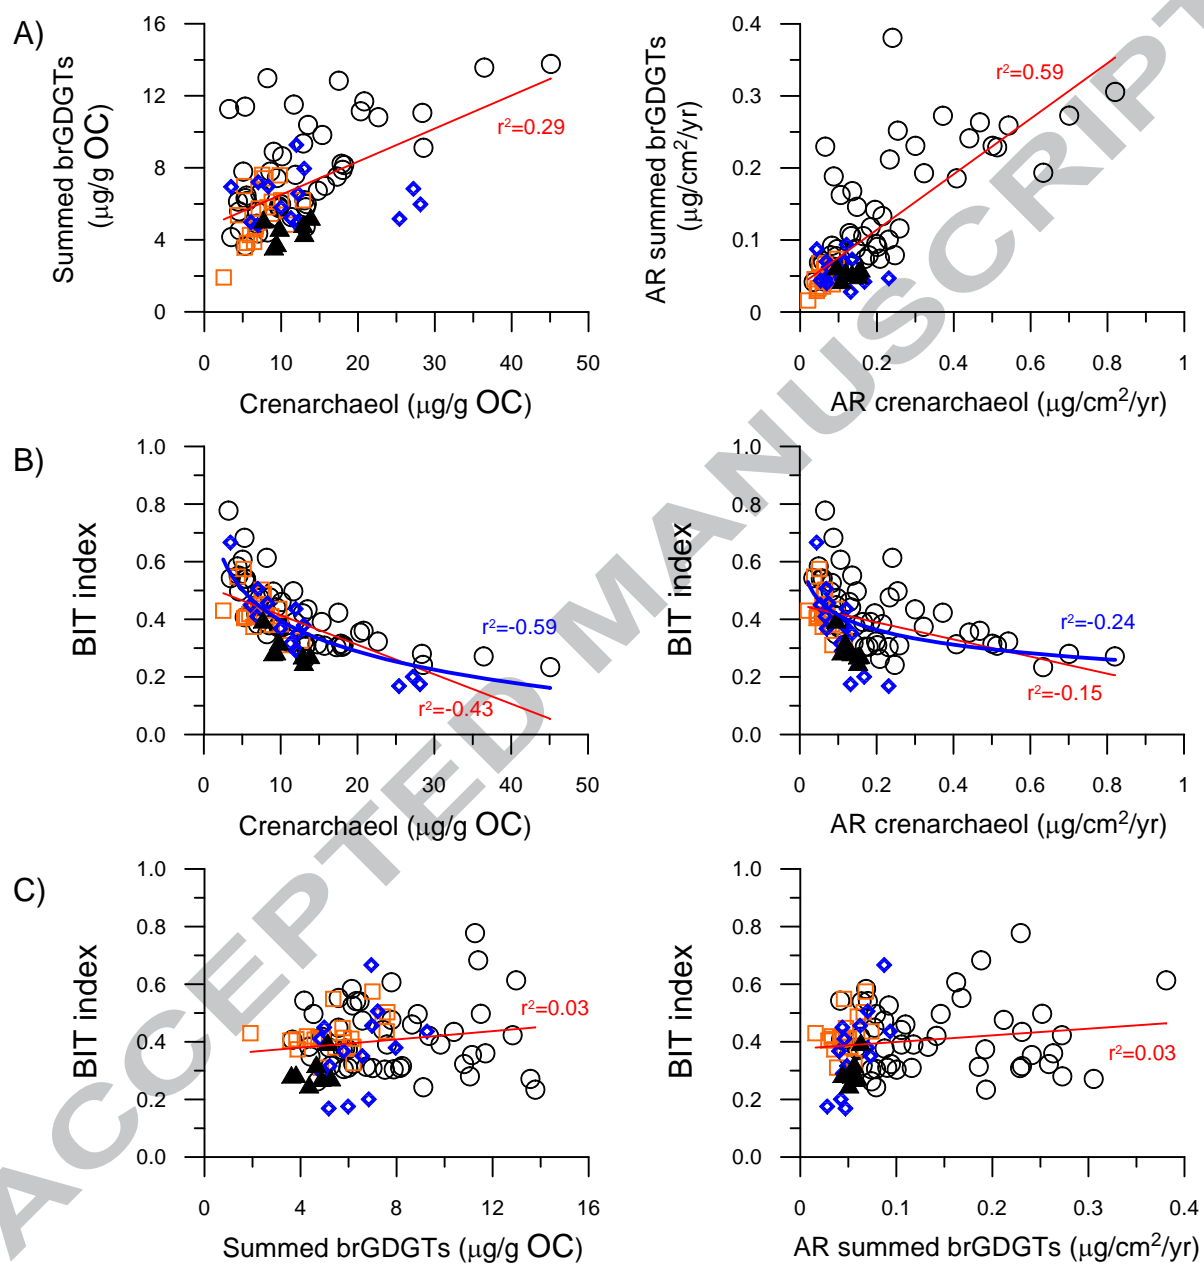 A)
16
12
8
4
0
Summed brGDGTs
(μg/g OC)
r²=0.29
0 10 20 30 40 50
Crenarchaeol (μg/g OC)
0.4
0.3
0.2
0.1
0
AR summed brGDGTs
(μg/cm²/yr)
r²=0.59
0 0.2 0.4 0.6 0.8 1
AR crenarchaeol (μg/cm²/yr)
B)
1.0
0.8
0.6
0.4
0.2
0.0
BIT index
r²=-0.59
r²=-0.43
0 10 20 30 40 50
Crenarchaeol (μg/g OC)
1.0
0.8
0.6
0.4
0.2
0.0
BIT index
r²=-0.24
r²=-0.15
0 0.2 0.4 0.6 0.8 1
AR crenarchaeol (μg/cm²/yr)
C)
1.0
0.8
0.6
0.4
0.2
0.0
BIT index
r²=0.03
0 4 8 12 16
Summed brGDGTs (μg/g OC)
1.0
0.8
0.6
0.4
0.2
0.0
BIT index
r²=0.03
0 0.1 0.2 0.3 0.4
AR summed brGDGTs (μg/cm²/yr)
ACCEPTED MANUSCRIPT